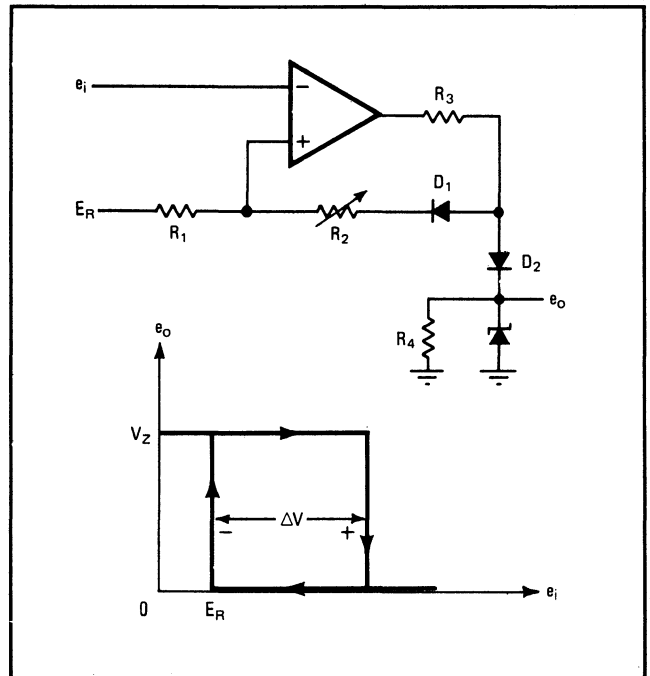 eᵢ
−
+
R₃
E_R
R₁
R₂
D₁
D₂
eₒ
R₄
eₒ
V_Z
ΔV
− +
0
E_R
eᵢ